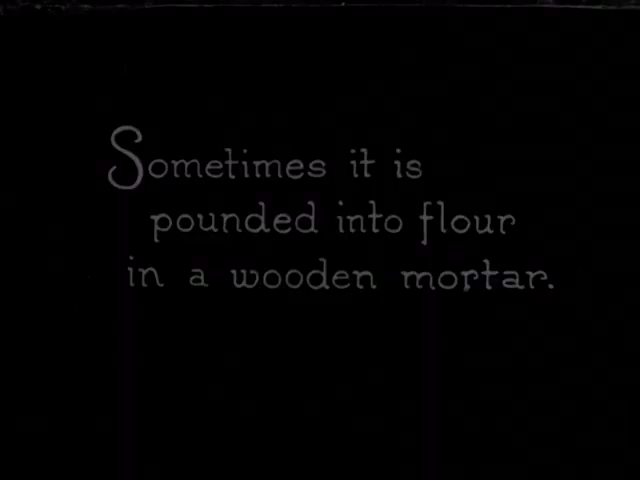 Sometimes it is
pounded into flour
in a wooden mortar.